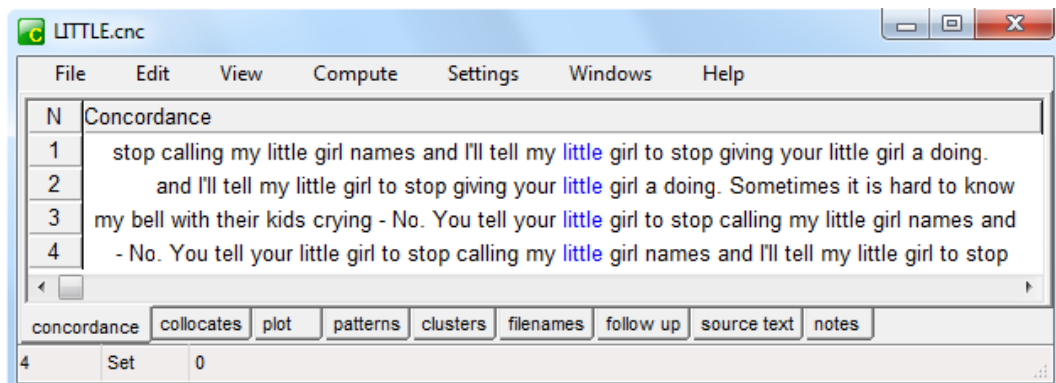 LITTLE.cnc
File Edit View Compute Settings Windows Help
N Concordance
1 stop calling my little girl names and I'll tell my little girl to stop giving your little girl a doing.
2 and I'll tell my little girl to stop giving your little girl a doing. Sometimes it is hard to know
3 my bell with their kids crying - No. You tell your little girl to stop calling my little girl names and
4 - No. You tell your little girl to stop calling my little girl names and I'll tell my little girl to stop
concordance collocates plot patterns clusters filenames follow up source text notes
4 Set 0